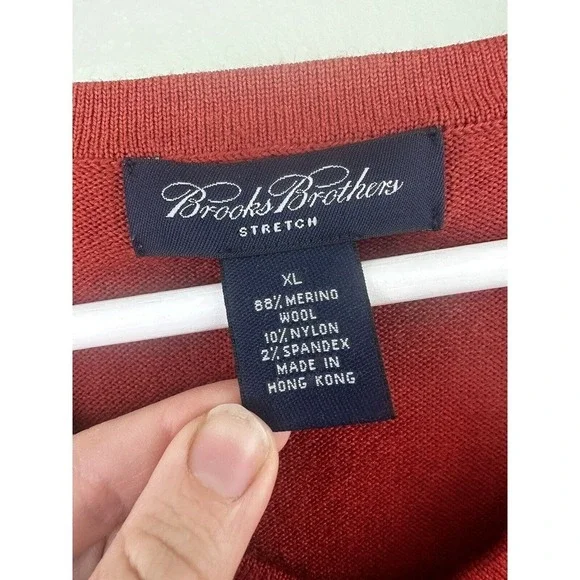 Brooks Brothers
STRETCH
XL
88% MERINO
WOOL
10% NYLON
2% SPANDEX
MADE IN
HONG KONG